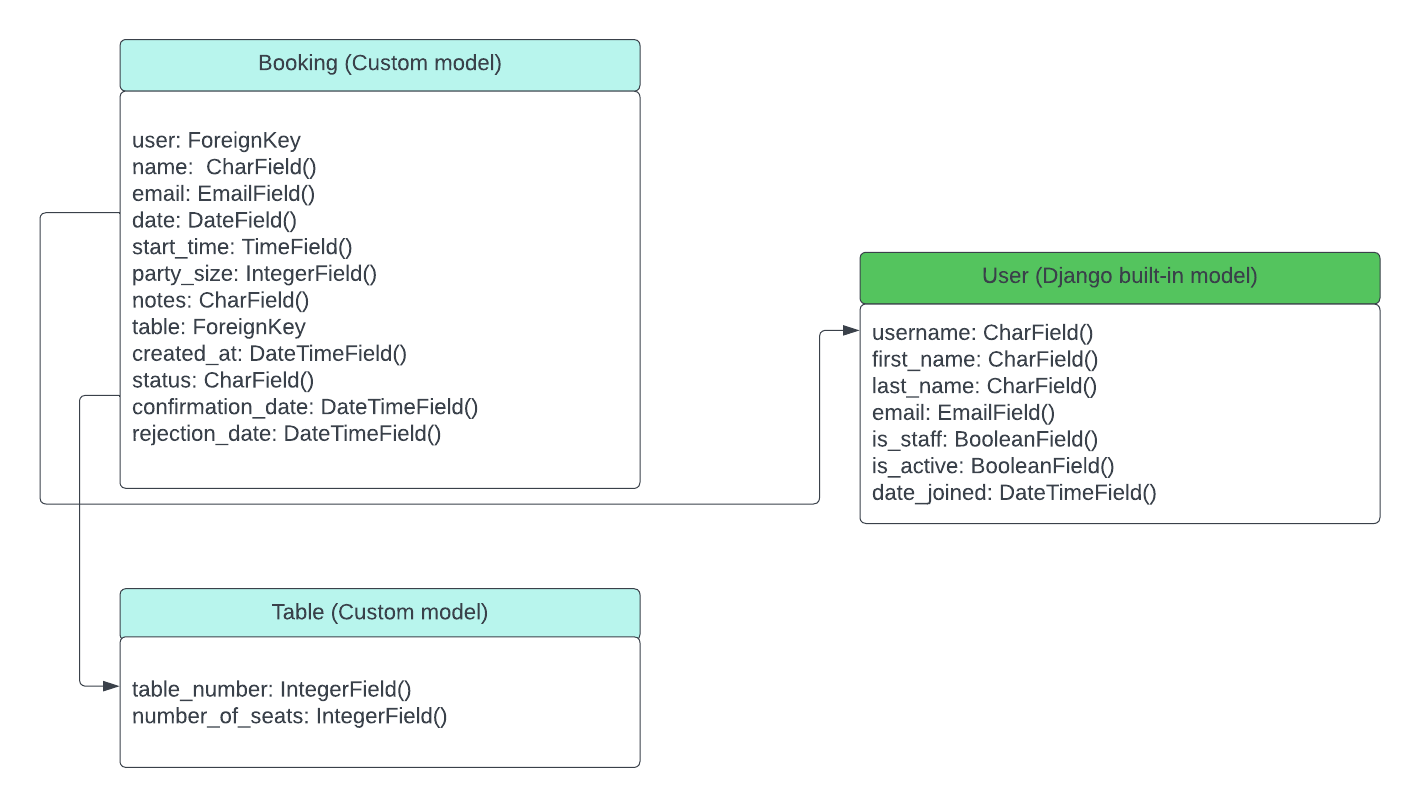 Booking (Custom model)
user: ForeignKey
name:  CharField()
email: EmailField()
date: DateField()
start_time: TimeField()
party_size: IntegerField()
notes: CharField()
table: ForeignKey
created_at: DateTimeField()
status: CharField()
confirmation_date: DateTimeField()
rejection_date: DateTimeField()
User (Django built-in model)
username: CharField()
first_name: CharField()
last_name: CharField()
email: EmailField()
is_staff: BooleanField()
is_active: BooleanField()
date_joined: DateTimeField()
Table (Custom model)
table_number: IntegerField()
number_of_seats: IntegerField()